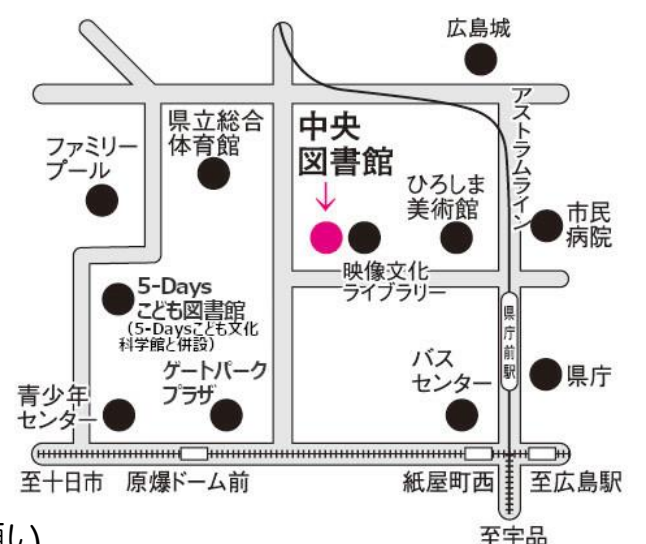 広島城
アストラムライン
県立総合
体育館
中央
図書館
ファミリー
プール
ひろしま
美術館
市民
病院
映像文化
ライブラリー
5-Days
こども図書館
(5-Daysこども文化
科学館と併設)
県庁前駅
ゲートパーク
プラザ
バス
センター
県庁
青少年
センター
至十日市
原爆ドーム前
紙屋町西
至広島駅
至宇品
願い)